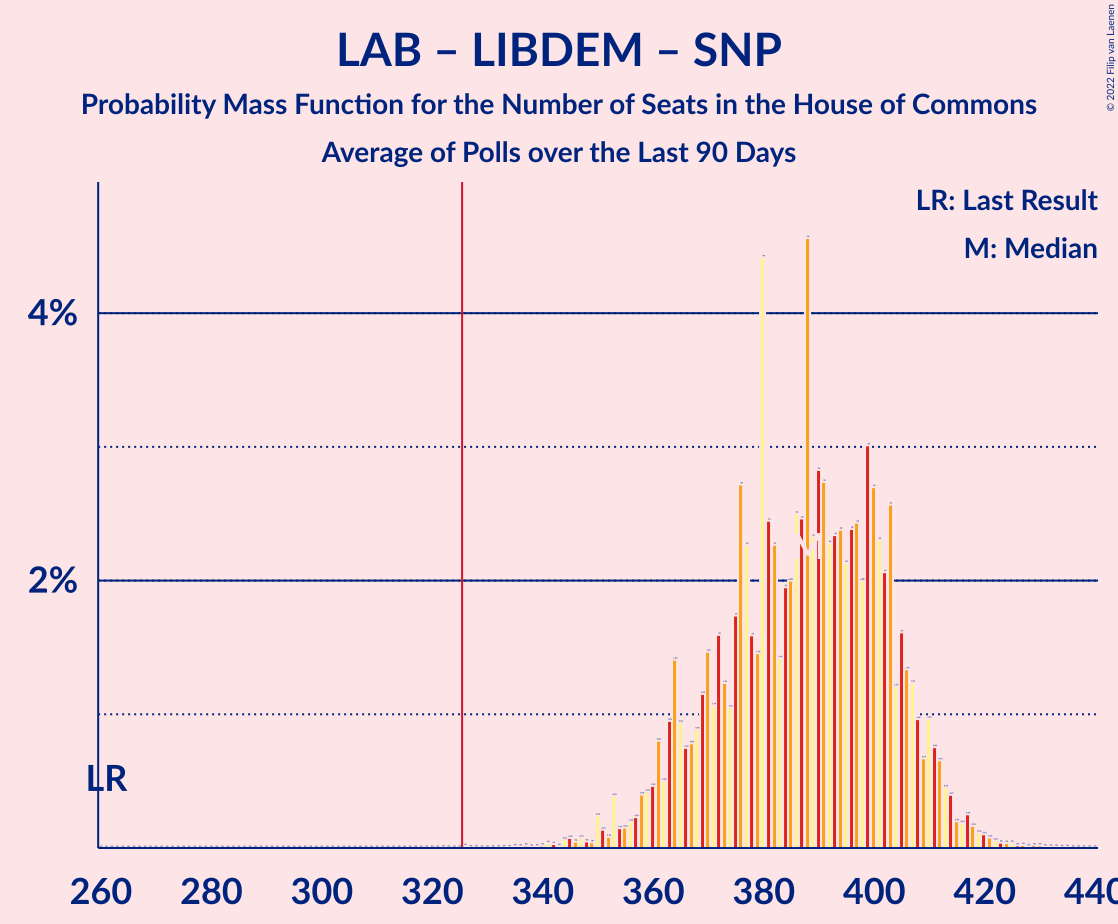 LAB – LIBDEM – SNP
Probability Mass Function for the Number of Seats in the House of Commons
Average of Polls over the Last 90 Days
© 2022 Filip van Laenen
LR: Last Result
M: Median
4%
2%
LR
260 280 300 320 340 360 380 400 420 440